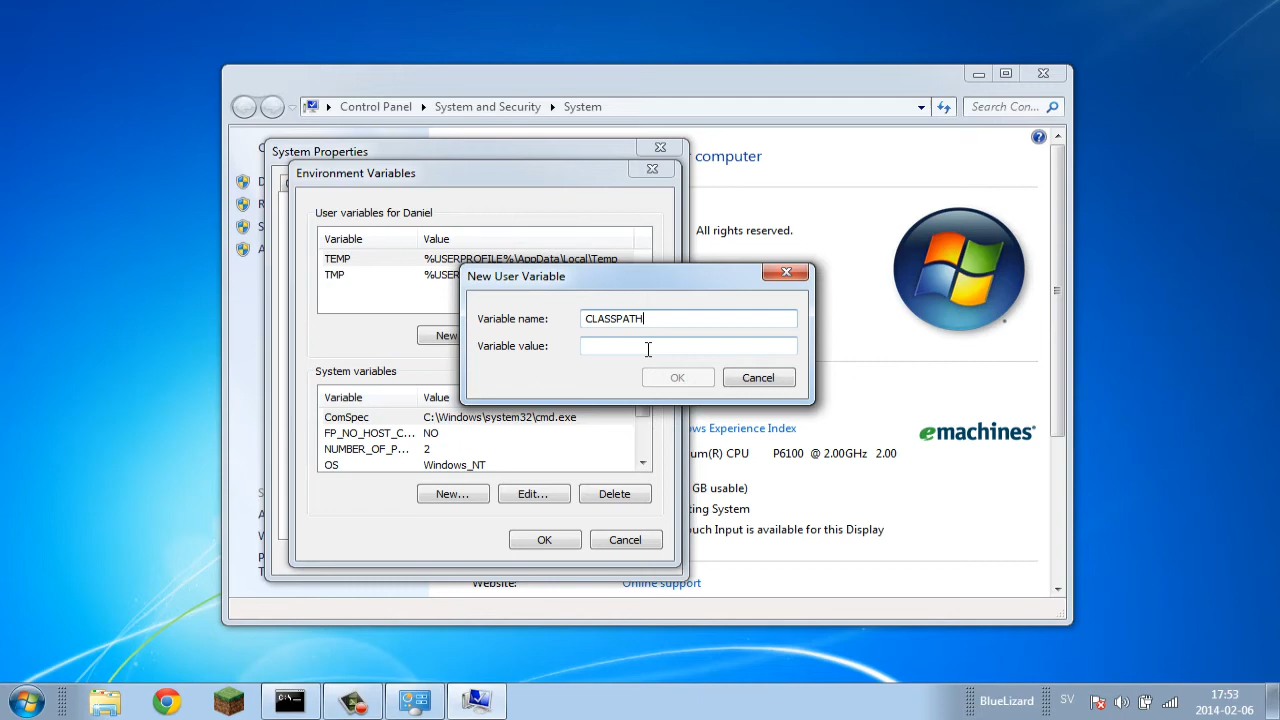 Control Panel
System and Security
System
Search Con...
System Properties
computer
Environment Variables
User variables for Daniel
All rights reserved.
Variable Value
TEMP %USERPROFILE%\AppData\Local\Temp
TMP %USER
New User Variable
Variable name: CLASSPATH
Variable value:
OK Cancel
New
System variables
Variable Value
ComSpec C:\Windows\system32\cmd.exe
FP_NO_HOST_C... NO
NUMBER_OF_P... 2
OS Windows_NT
New... Edit... Delete
OK Cancel
ws Experience Index
emachines
um(R) CPU P6100 @ 2.00GHz 2.00
GB usable)
ing System
uch Input is available for this Display
Website: Online support
BlueLizard
SV
17:53
2014-02-06